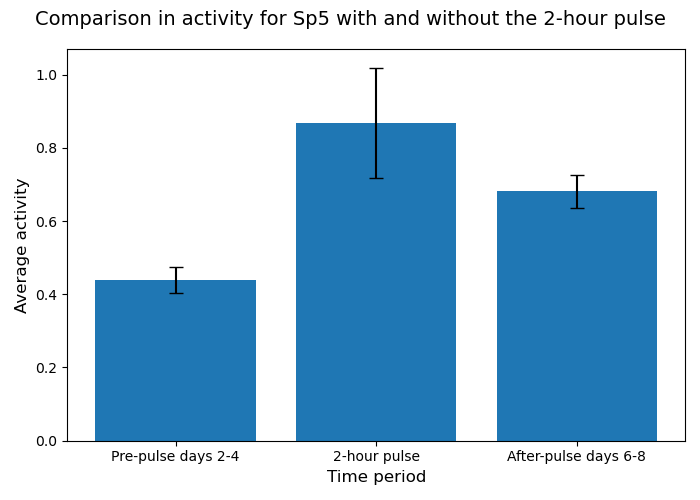 Comparison in activity for Sp5 with and without the 2-hour pulse
1.0
0.8
0.6
0.4
0.2
0.0
Average activity
Pre-pulse days 2-4
2-hour pulse
After-pulse days 6-8
Time period